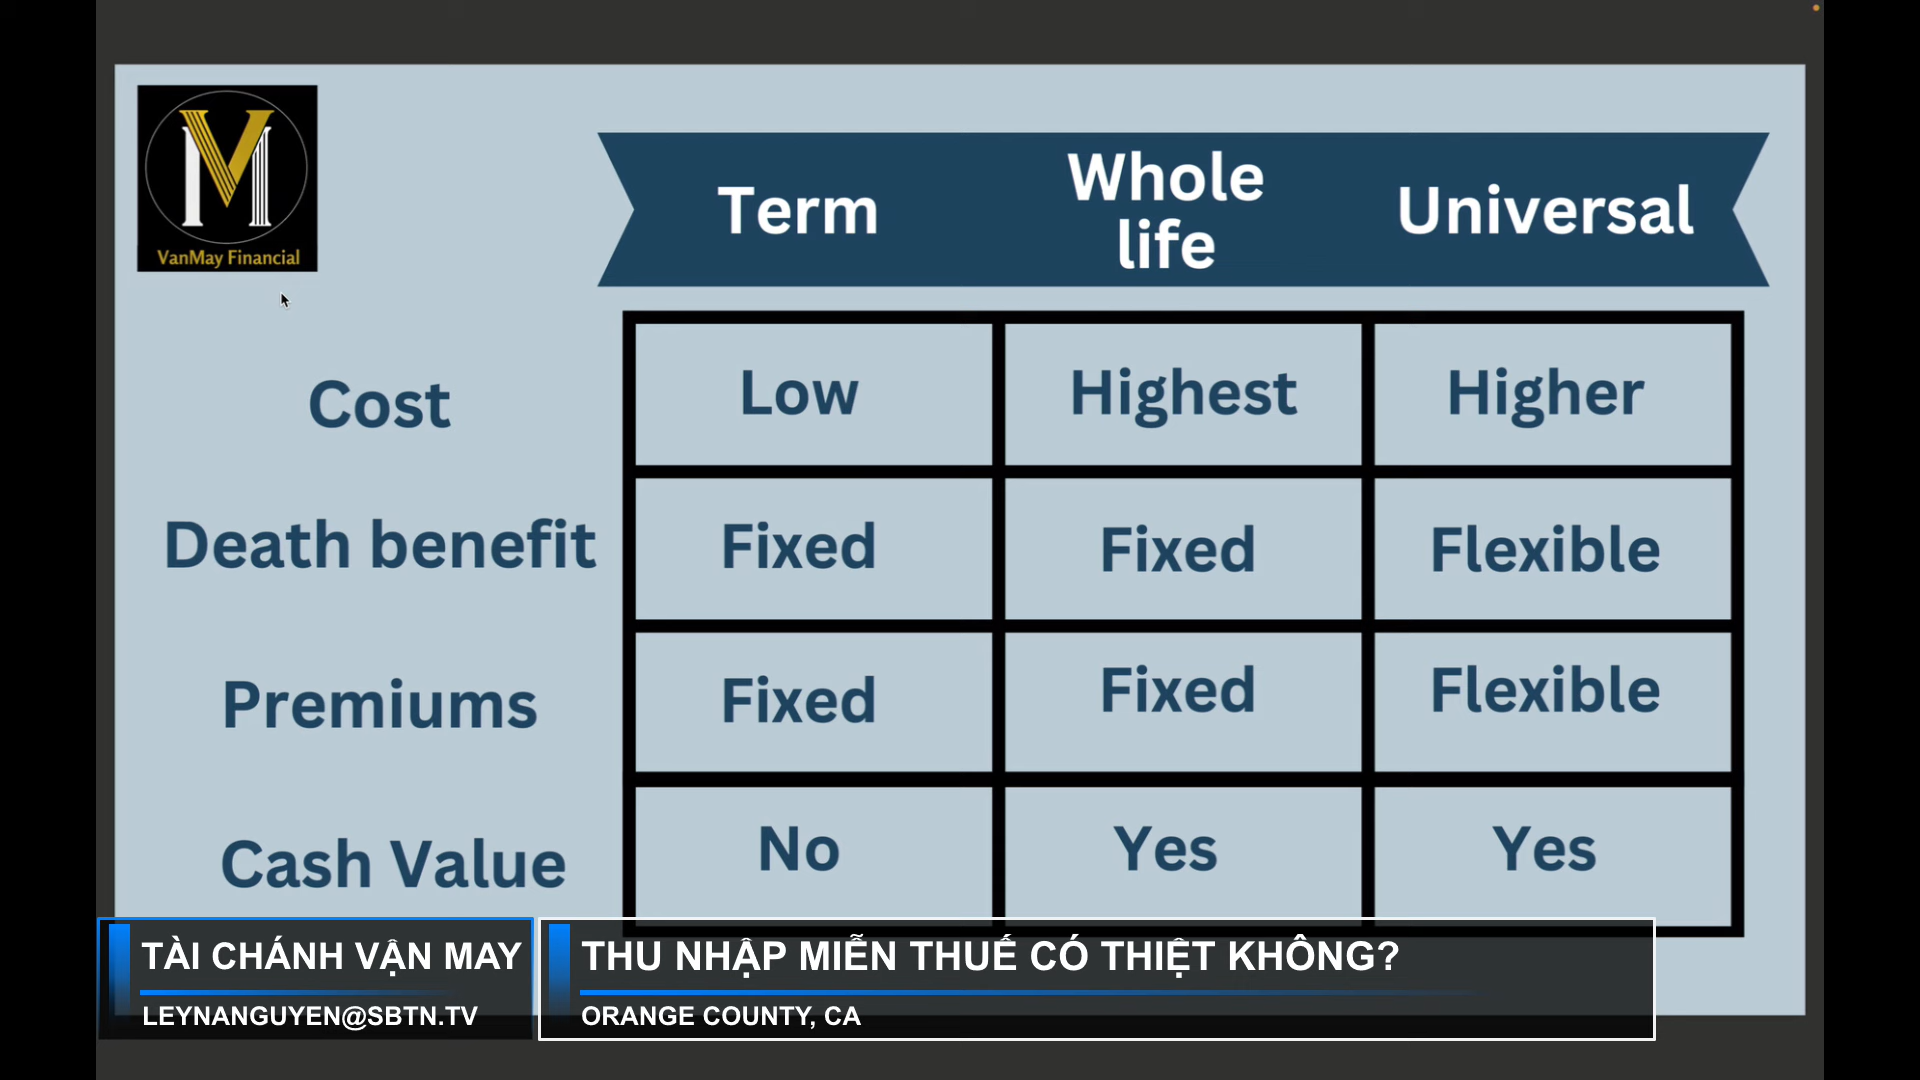 VM
VanMay Financial
Term
Whole
life
Universal
Cost
Low
Highest
Higher
Death benefit
Fixed
Fixed
Flexible
Premiums
Fixed
Fixed
Flexible
Cash Value
No
Yes
Yes
TÀI CHÁNH VẬN MAY
LEYNANGUYEN@SBTN.TV
THU NHẬP MIỄN THUẾ CÓ THIỆT KHÔNG?
ORANGE COUNTY, CA